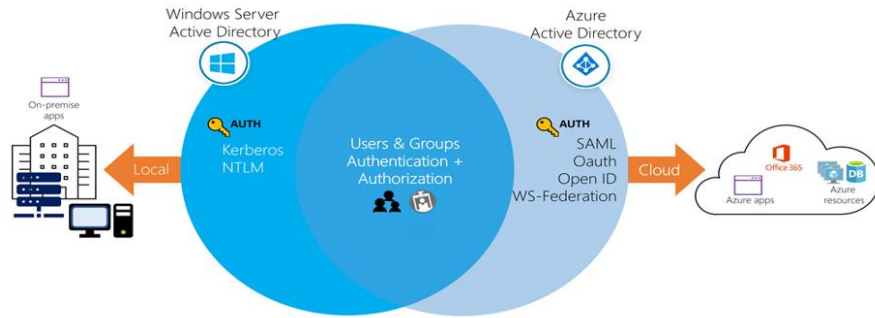 Windows Server
Active Directory
Azure
Active Directory
On-premise
apps
AUTH
Kerberos
NTLM
Users & Groups
Authentication +
Authorization
AUTH
SAML
Oauth
Open ID
WS-Federation
Local
Cloud
Office 365
Azure apps
DB
Azure
resources